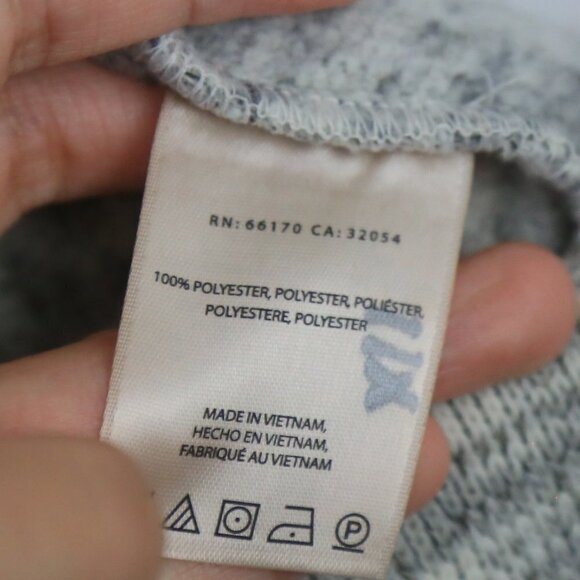 RN: 66170 CA: 32054
100% POLYESTER, POLYESTER, POLIÉSTER,
POLYESTERE, POLYESTER
MADE IN VIETNAM,
HECHO EN VIETNAM,
FABRIQUÉ AU VIETNAM
P